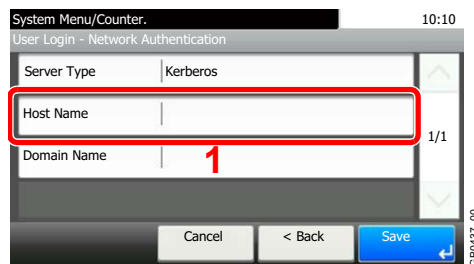 System Menu/Counter. 10:10
User Login - Network Authentication
Server Type Kerberos
Host Name
1/1
Domain Name 1
Cancel < Back Save